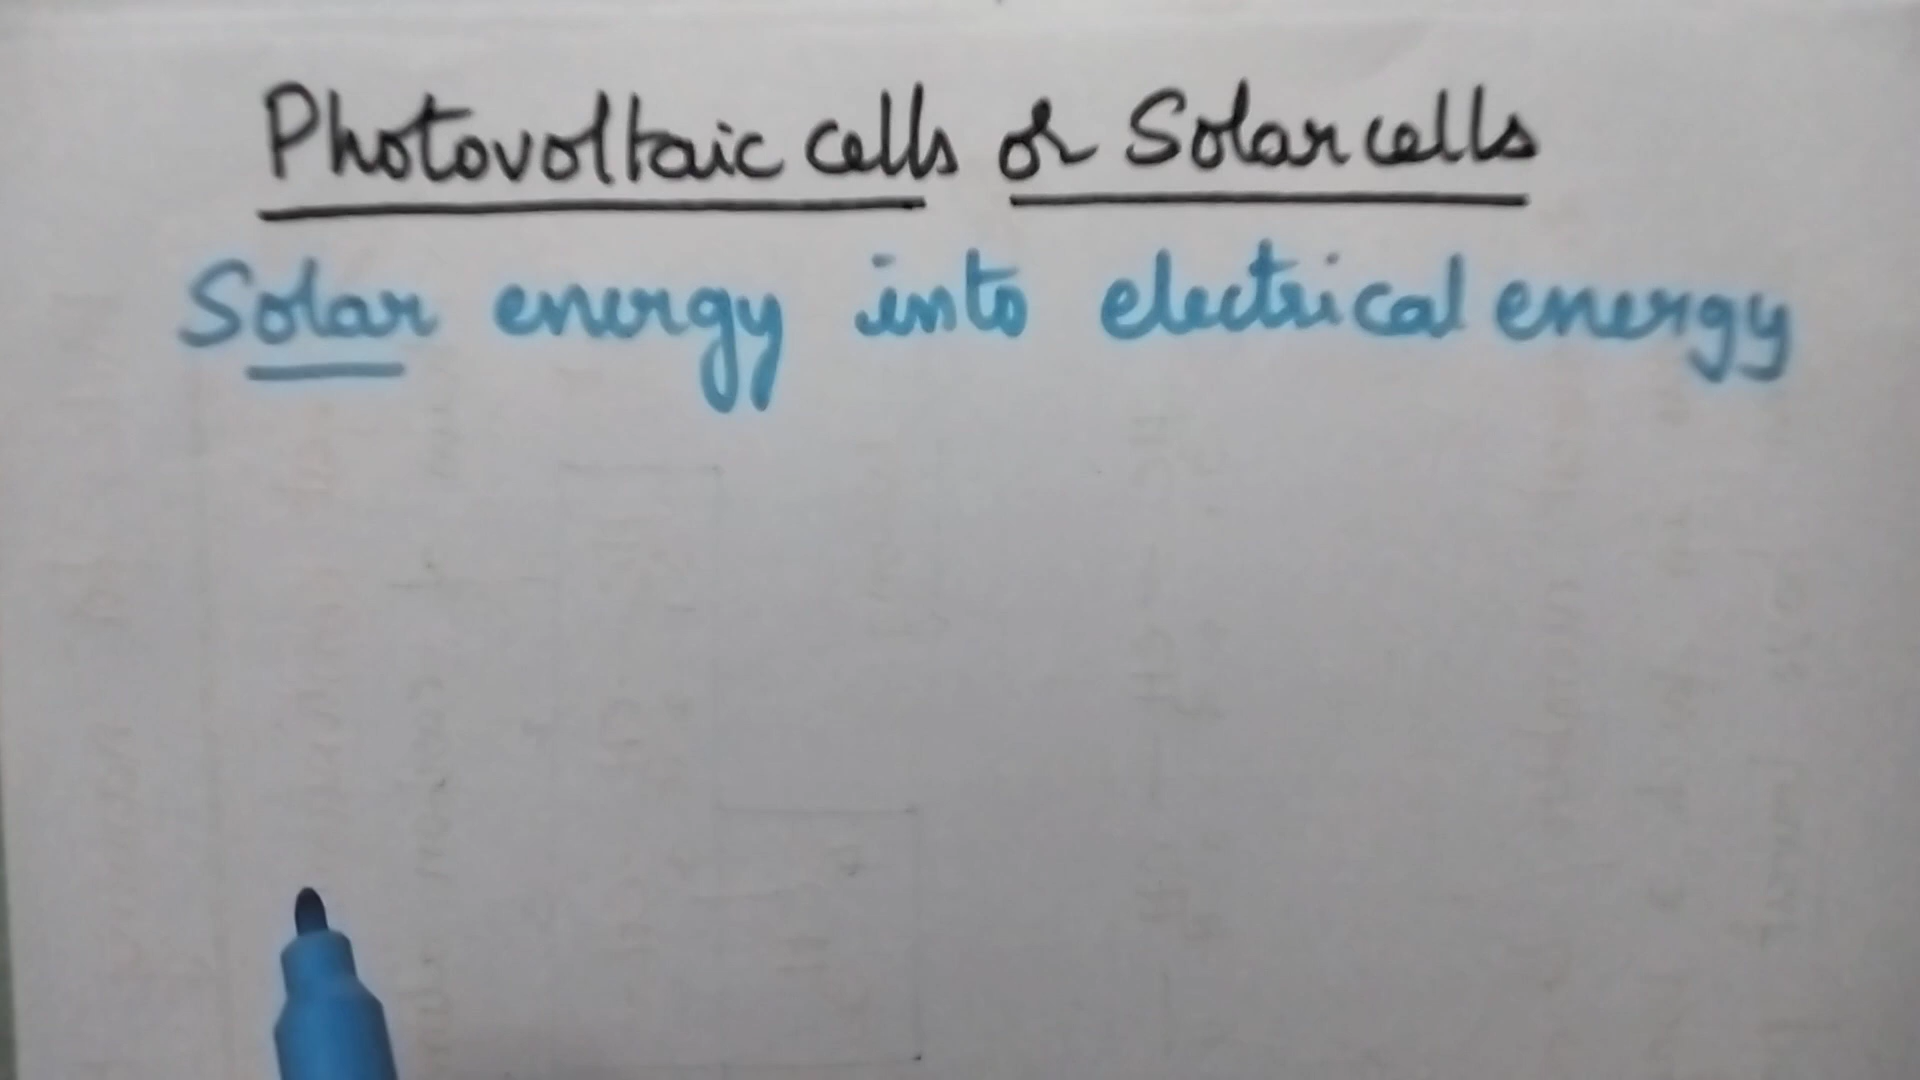 Photovoltaic cells or Solar cells
Solar energy into electrical energy